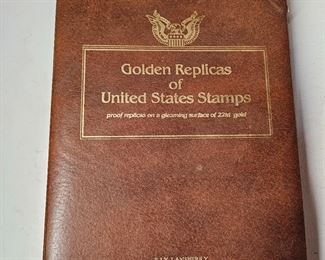 Golden Replicas
of
United States Stamps
proof replicas on a gleaming surface of 22kt gold